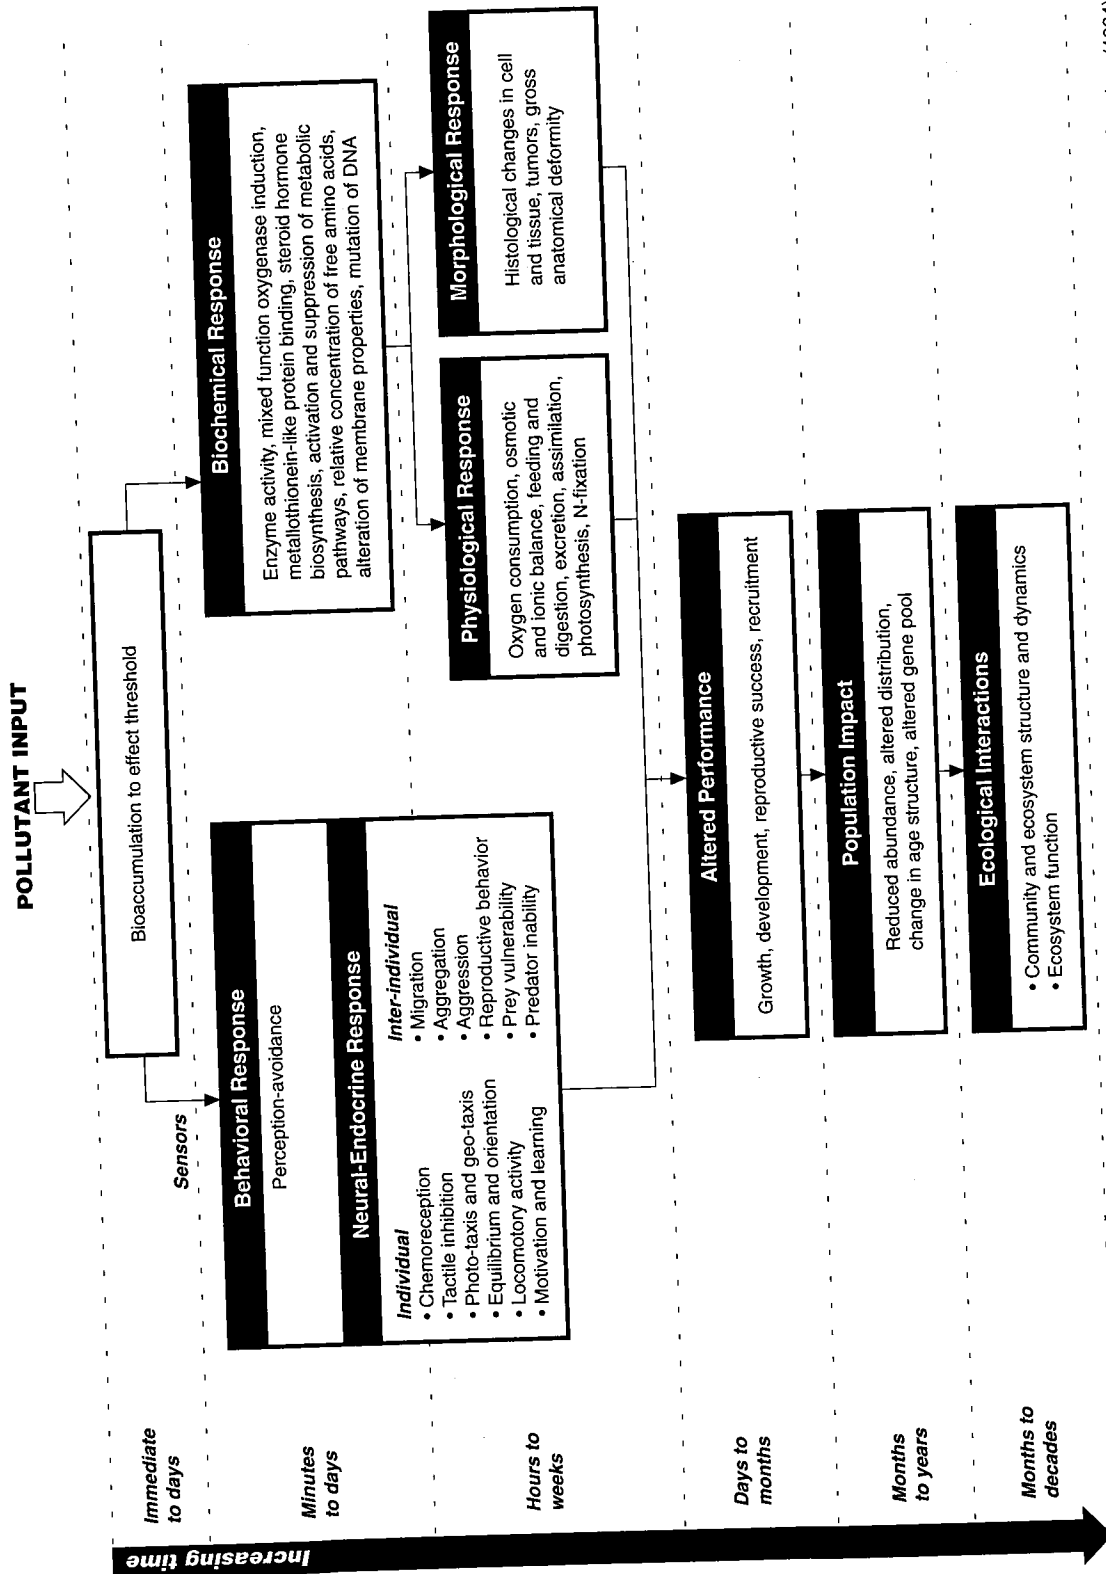 POLLUTANT INPUT
Increasing time
Immediate
to days
Bioaccumulation to effect threshold
Sensors
Minutes
to days
Behavioral Response
Perception-avoidance
Neural-Endocrine Response
Individual
• Chemoreception
• Tactile inhibition
• Photo-taxis and geo-taxis
• Equilibrium and orientation
• Locomotory activity
• Motivation and learning
Inter-individual
• Migration
• Aggregation
• Aggression
• Reproductive behavior
• Prey vulnerability
• Predator inability
Biochemical Response
Enzyme activity, mixed function oxygenase induction,
metallothionein-like protein binding, steroid hormone
biosynthesis, activation and suppression of metabolic
pathways, relative concentration of free amino acids,
alteration of membrane properties, mutation of DNA
Hours to
weeks
Physiological Response
Oxygen consumption, osmotic
and ionic balance, feeding and
digestion, excretion, assimilation,
photosynthesis, N-fixation
Morphological Response
Histological changes in cell
and tissue, tumors, gross
anatomical deformity
Days to
months
Altered Performance
Growth, development, reproductive success, recruitment
Months
to years
Population Impact
Reduced abundance, altered distribution,
change in age structure, altered gene pool
Months to
decades
Ecological Interactions
• Community and ecosystem structure and dynamics
• Ecosystem function